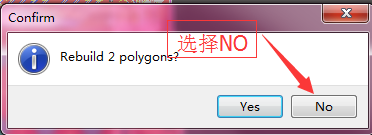 Confirm
选择NO
Rebuild 2 polygons?
Yes
No